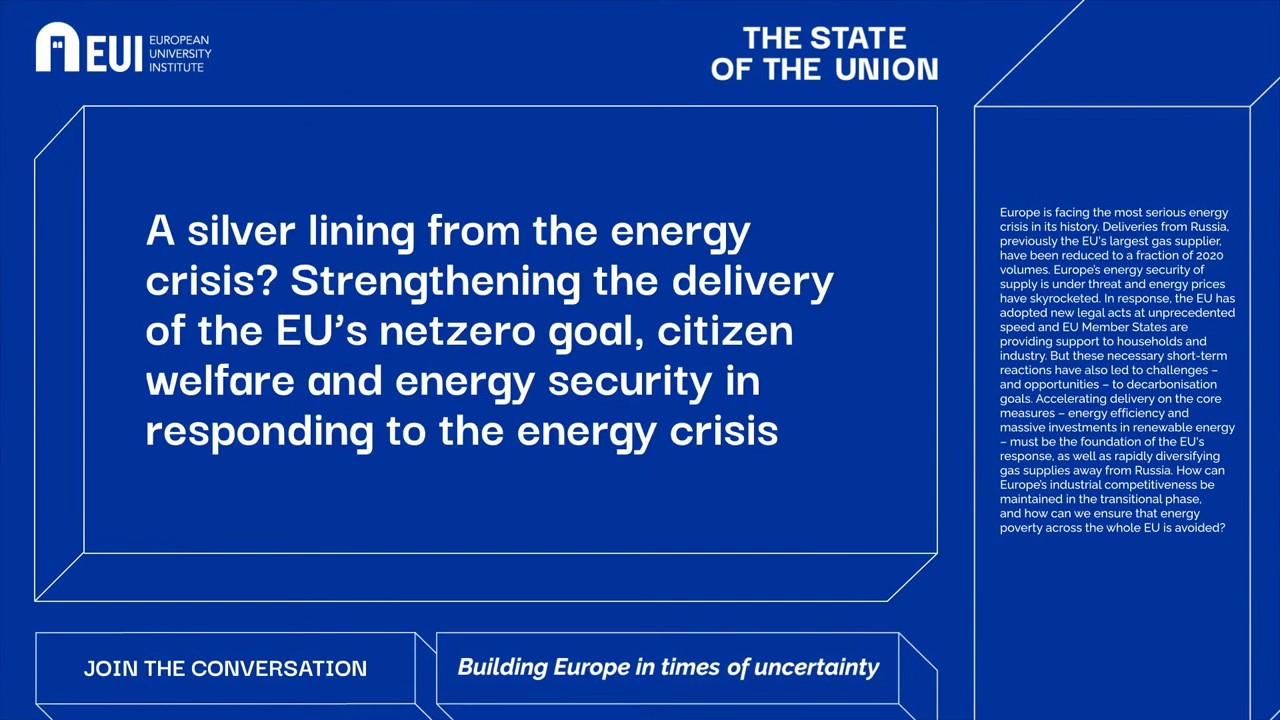 EUI
EUROPEAN
UNIVERSITY
INSTITUTE
THE STATE
OF THE UNION
A silver lining from the energy
crisis? Strengthening the delivery
of the EU’s netzero goal, citizen
welfare and energy security in
responding to the energy crisis
Europe is facing the most serious energy
crisis in its history. Deliveries from Russia,
previously the EU's largest gas supplier,
have been reduced to a fraction of 2020
volumes. Europe’s energy security of
supply is under threat and energy prices
have skyrocketed. In response, the EU has
adopted new legal acts at unprecedented
speed and EU Member States are
providing support to households and
industry. But these necessary short-term
reactions have also led to challenges –
and opportunities – to decarbonisation
goals. Accelerating delivery on the core
measures – energy efficiency and
massive investments in renewable energy
– must be the foundation of the EU's
response, as well as rapidly diversifying
gas supplies away from Russia. How can
Europe’s industrial competitiveness be
maintained in the transitional phase,
and how can we ensure that energy
poverty across the whole EU is avoided?
JOIN THE CONVERSATION
Building Europe in times of uncertainty